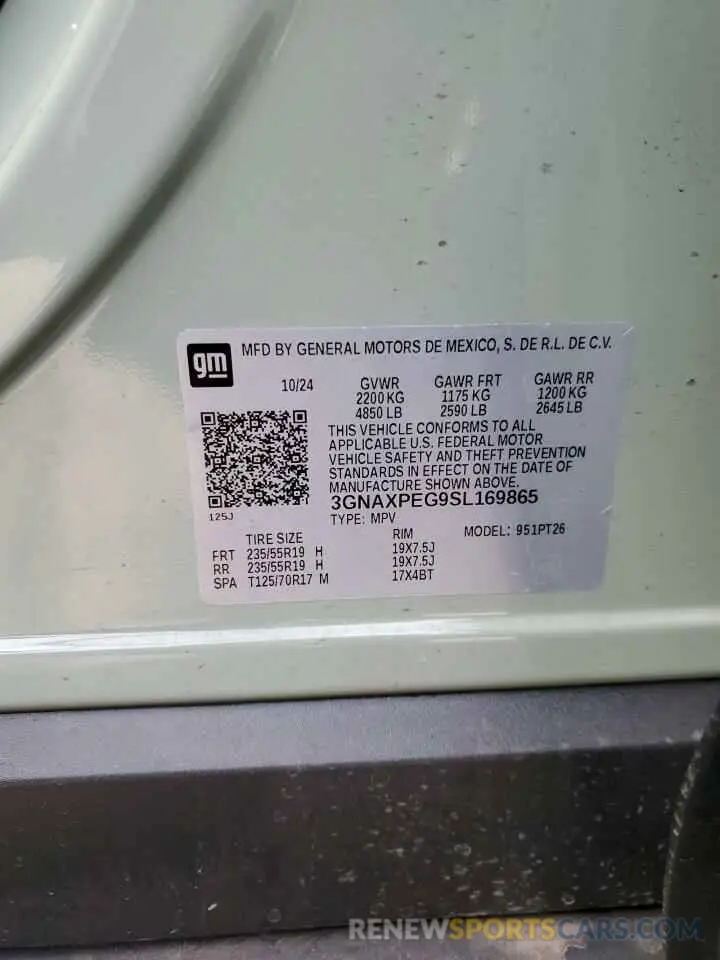 gm MFD BY GENERAL MOTORS DE MEXICO, S. DE R.L. DE C.V.
10/24 GVWR GAWR FRT GAWR RR
2200 KG 1175 KG 1200 KG
4850 LB 2590 LB 2645 LB
THIS VEHICLE CONFORMS TO ALL
APPLICABLE U.S. FEDERAL MOTOR
VEHICLE SAFETY AND THEFT PREVENTION
STANDARDS IN EFFECT ON THE DATE OF
MANUFACTURE SHOWN ABOVE.
3GNAXPEG9SL169865
125J TYPE: MPV
TIRE SIZE RIM MODEL: 951PT26
FRT 235/55R19 H 19X7.5J
RR 235/55R19 H 19X7.5J
SPA T125/70R17 M 17X4BT
RENEWSPORTSCARS.COM